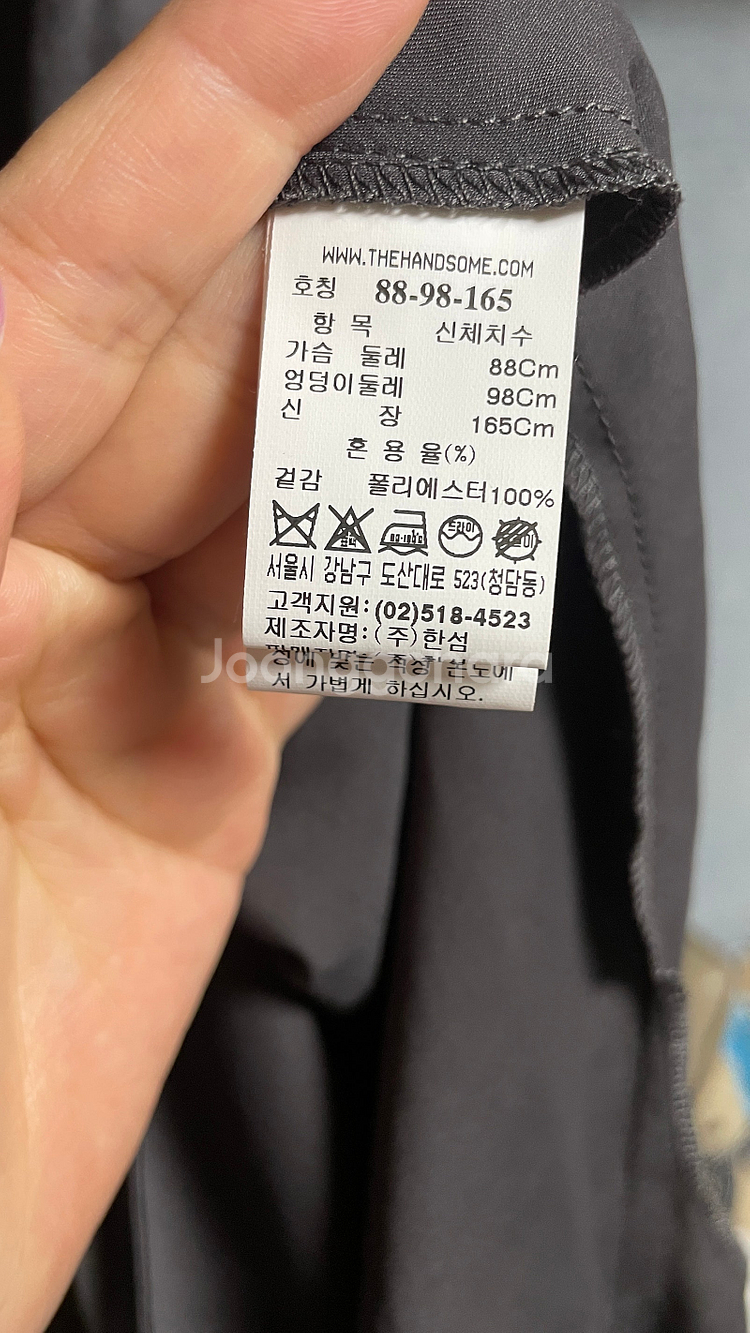 WWW.THEHANDSOME.COM
호칭 88-98-165
항 목 신체치수
가슴 둘레 88Cm
엉덩이둘레 98Cm
신 장 165Cm
혼 용 율(%)
겉감 폴리에스터100%
드라이
서울시 강남구 도산대로 523(청담동)
고객지원:(02)518-4523
제조자명:(주)한섬
서 가볍게 하십시오.